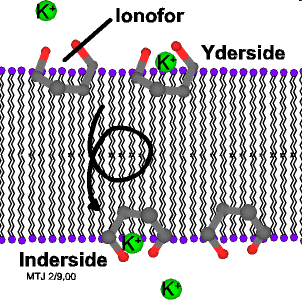 K+
Ionofor
K+
Yderside
K+
Inderside
MTJ 2/9,00
K+